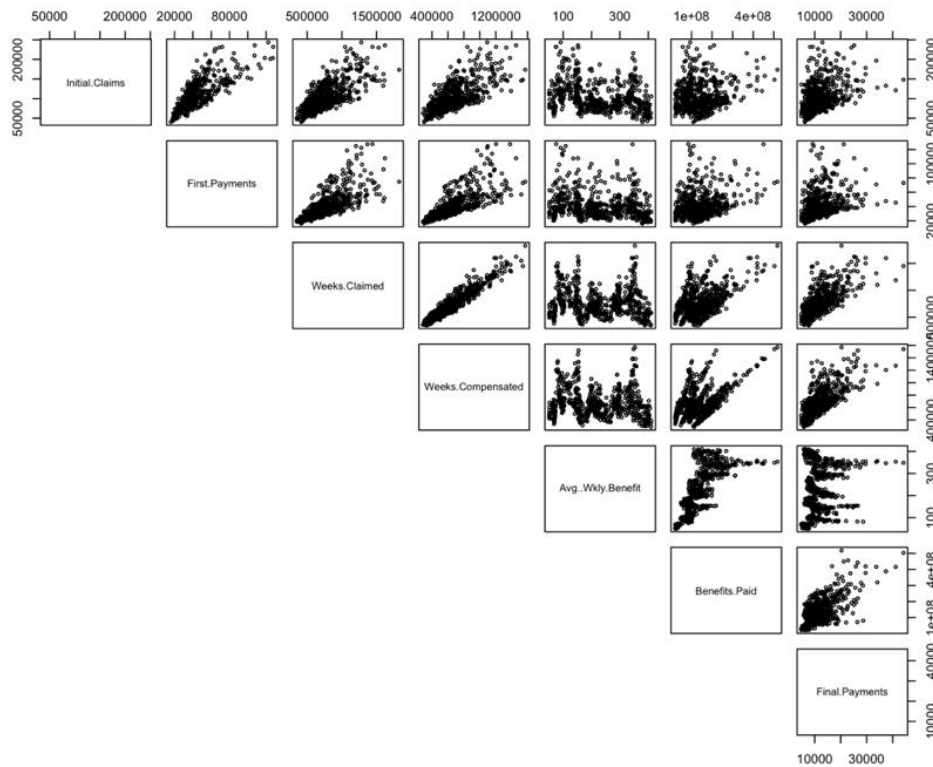 50000 200000
20000 80000
500000 1500000
400000 1200000
100 300
1e+08 4e+08
10000 30000
Initial.Claims
50000 200000
50000 200000
First.Payments
20000 100000
Weeks.Claimed
Weeks.Compensated
400000 1400000
Avg..Wkly.Benefit
100 300
Benefits.Paid
1e+08 4e+08
Final.Payments
10000 40000
10000 30000